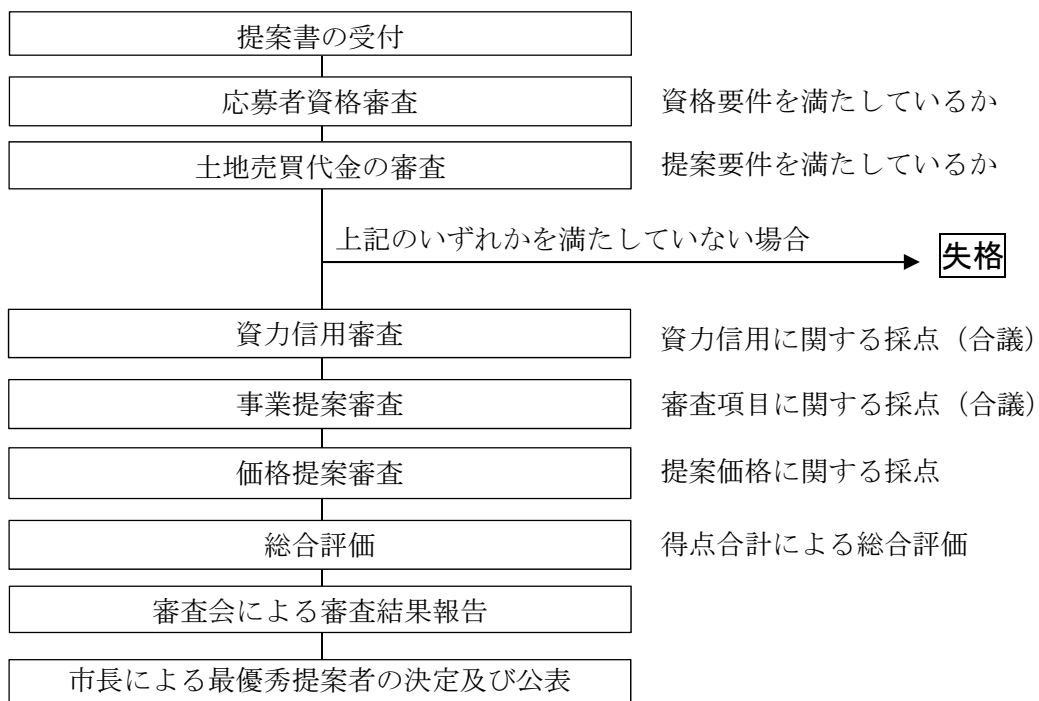 提案書の受付
応募者資格審査
資格要件を満たしているか
土地売買代金の審査
提案要件を満たしているか
上記のいずれかを満たしていない場合
失格
資力信用審査
資力信用に関する採点（合議）
事業提案審査
審査項目に関する採点（合議）
価格提案審査
提案価格に関する採点
総合評価
得点合計による総合評価
審査会による審査結果報告
市長による最優秀提案者の決定及び公表